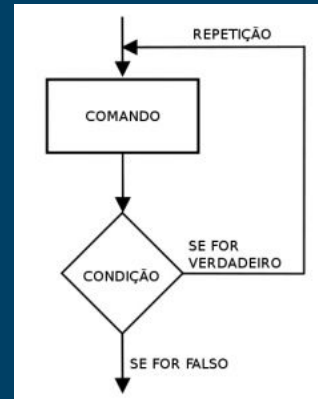 REPETIÇÃO
COMANDO
SE FOR
VERDADEIRO
CONDIÇÃO
SE FOR FALSO